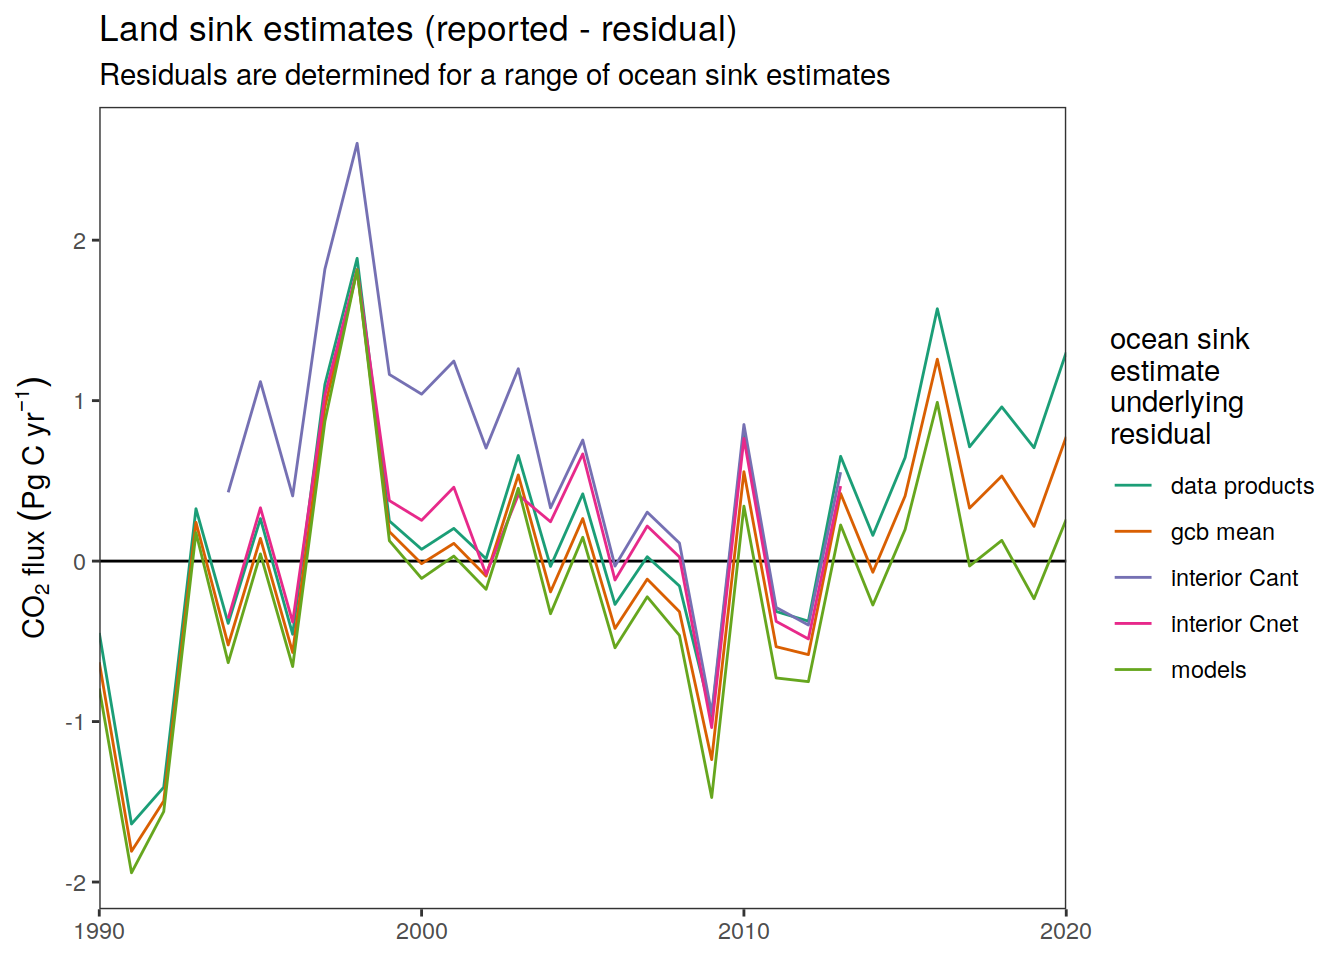 Land sink estimates (reported - residual)
Residuals are determined for a range of ocean sink estimates
CO₂ flux (Pg C yr⁻¹)
2
1
0
-1
-2
1990
2000
2010
2020
ocean sink
estimate
underlying
residual
data products
gcb mean
interior Cant
interior Cnet
models